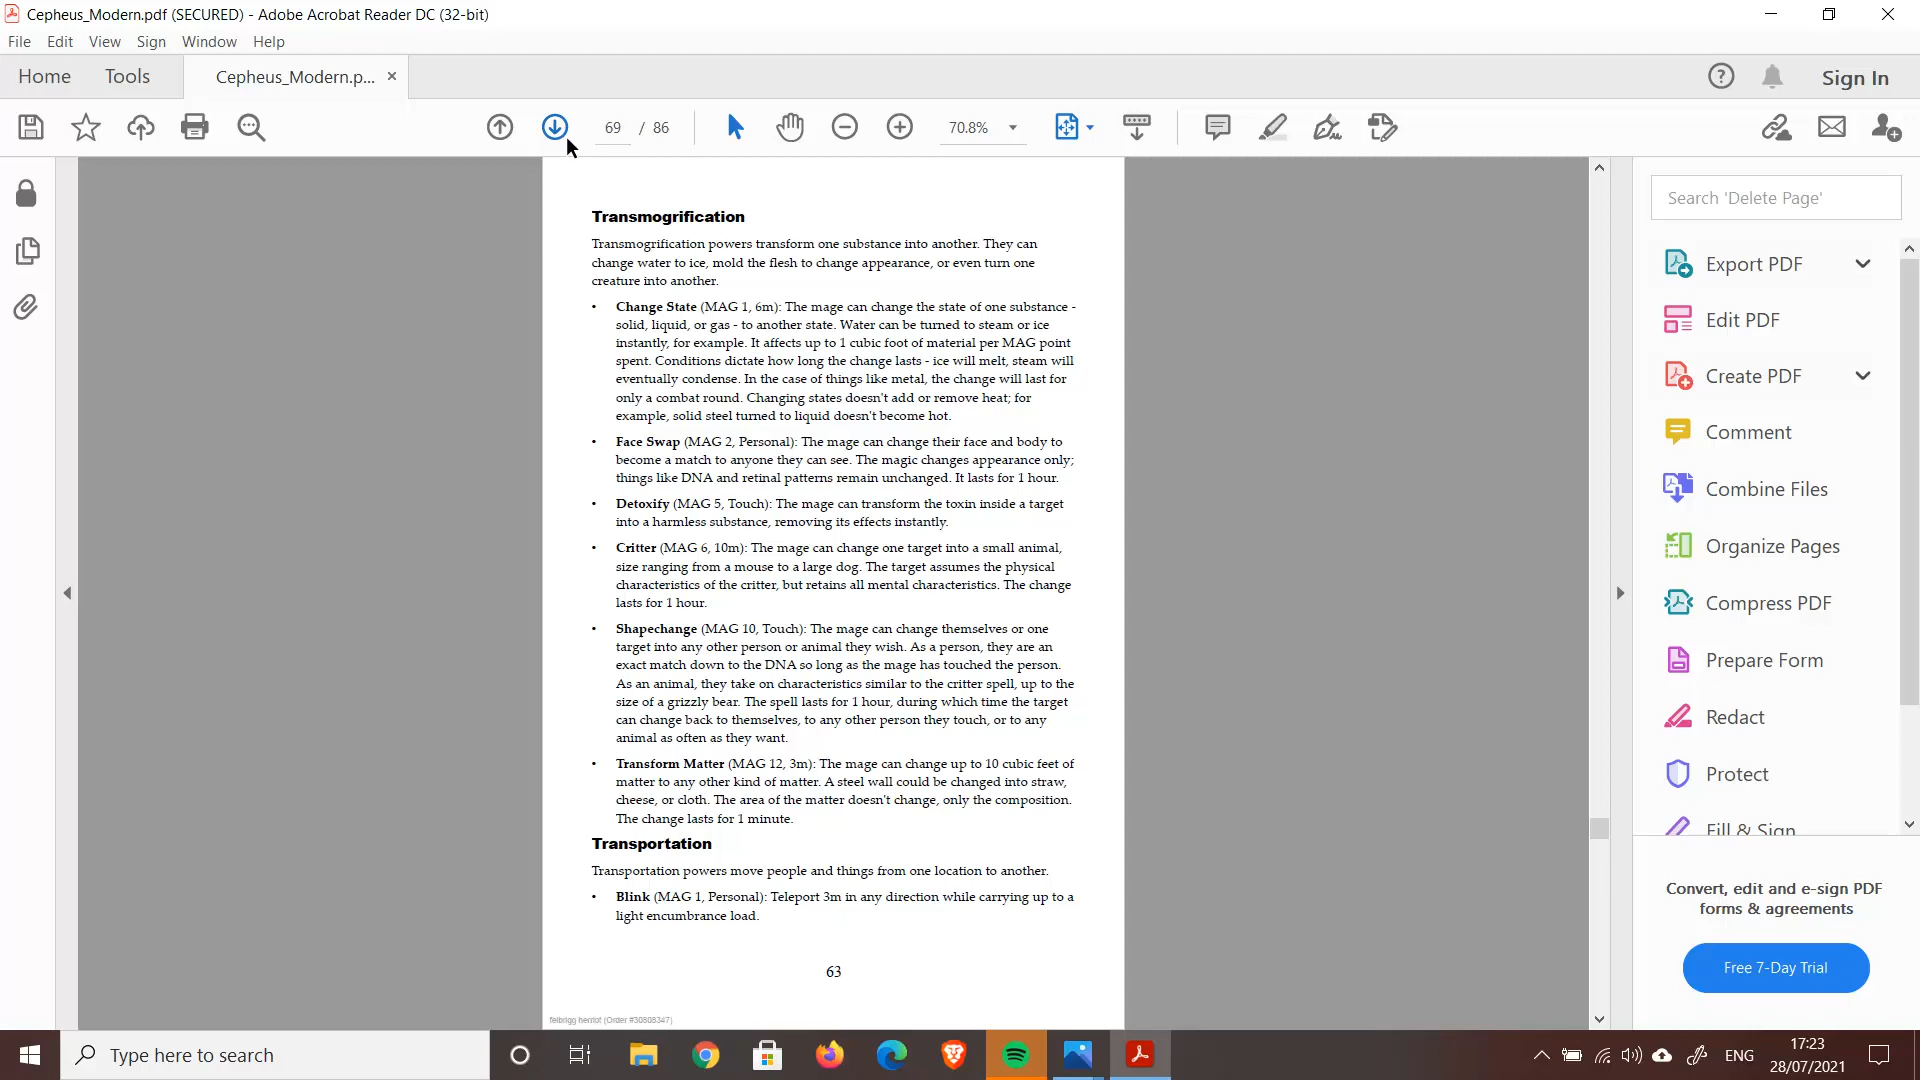 Cepheus_Modern.pdf (SECURED) - Adobe Acrobat Reader DC (32-bit)
File Edit View Sign Window Help
Home Tools Cepheus_Modern.p... ×
Sign In
69 / 86
70.8%
Transmogrification
Transmogrification powers transform one substance into another. They can
change water to ice, mold the flesh to change appearance, or even turn one
creature into another.
• Change State (MAG 1, 6m): The mage can change the state of one substance -
solid, liquid, or gas - to another state. Water can be turned to steam or ice
instantly, for example. It affects up to 1 cubic foot of material per MAG point
spent. Conditions dictate how long the change lasts - ice will melt, steam will
eventually condense. In the case of things like metal, the change will last for
only a combat round. Changing states doesn't add or remove heat; for
example, solid steel turned to liquid doesn't become hot.
• Face Swap (MAG 2, Personal): The mage can change their face and body to
become a match to anyone they can see. The magic changes appearance only;
things like DNA and retinal patterns remain unchanged. It lasts for 1 hour.
• Detoxify (MAG 5, Touch): The mage can transform the toxin inside a target
into a harmless substance, removing its effects instantly.
• Critter (MAG 6, 10m): The mage can change one target into a small animal,
size ranging from a mouse to a large dog. The target assumes the physical
characteristics of the critter, but retains all mental characteristics. The change
lasts for 1 hour.
• Shapechange (MAG 10, Touch): The mage can change themselves or one
target into any other person or animal they wish. As a person, they are an
exact match down to the DNA so long as the mage has touched the person.
As an animal, they take on characteristics similar to the critter spell, up to the
size of a grizzly bear. The spell lasts for 1 hour, during which time the target
can change back to themselves, to any other person they touch, or to any
animal as often as they want.
• Transform Matter (MAG 12, 3m): The mage can change up to 10 cubic feet of
matter to any other kind of matter. A steel wall could be changed into straw,
cheese, or cloth. The area of the matter doesn't change, only the composition.
The change lasts for 1 minute.
Transportation
Transportation powers move people and things from one location to another.
• Blink (MAG 1, Personal): Teleport 3m in any direction while carrying up to a
light encumbrance load.
63
felbrigg herriot (Order #30808347)
Search 'Delete Page'
Export PDF
Edit PDF
Create PDF
Comment
Combine Files
Organize Pages
Compress PDF
Prepare Form
Redact
Protect
Fill & Sign
Convert, edit and e-sign PDF
forms & agreements
Free 7-Day Trial
Type here to search
ENG
17:23
28/07/2021